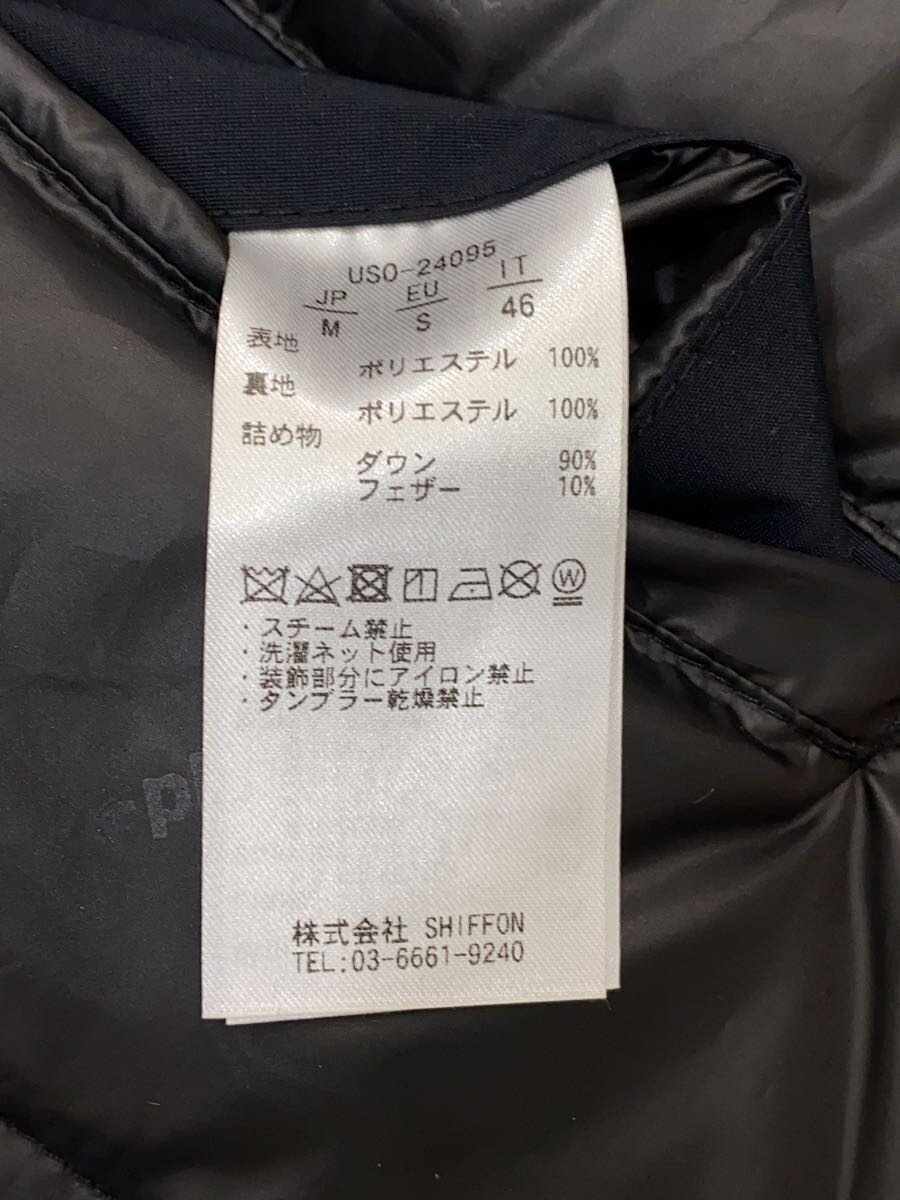 USO-24095
JP EU IT
M S 46
表地
ポリエステル 100%
裏地
ポリエステル 100%
詰め物
ダウン 90%
フェザー 10%
W
・スチーム禁止
・洗濯ネット使用
・装飾部分にアイロン禁止
・タンブラー乾燥禁止
株式会社 SHIFFON
TEL:03-6661-9240